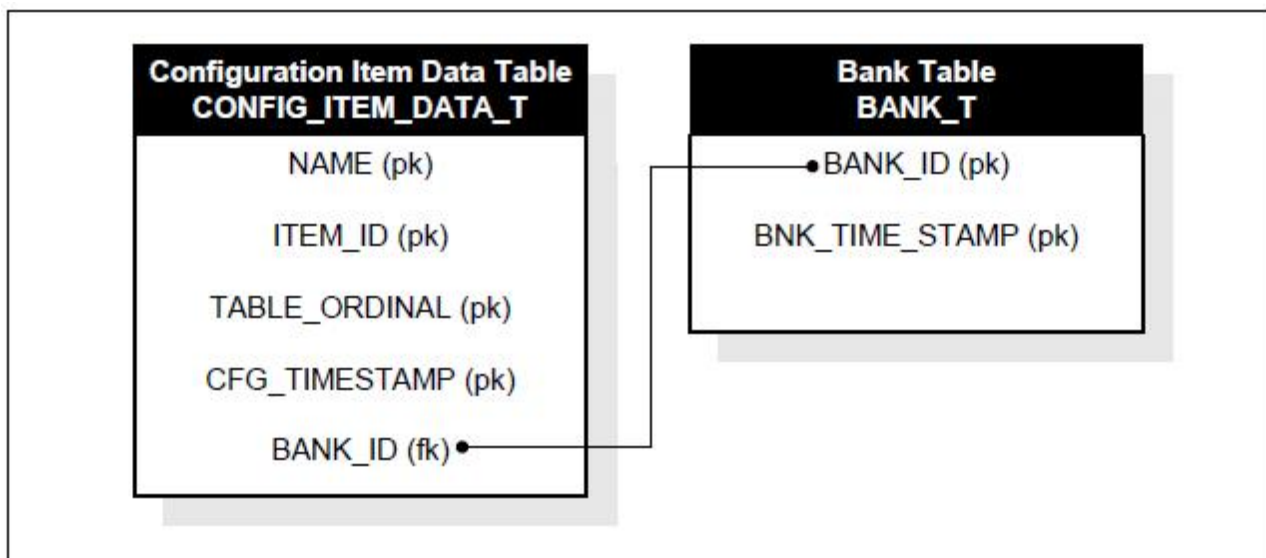 Configuration Item Data Table
CONFIG_ITEM_DATA_T
NAME (pk)
ITEM_ID (pk)
TABLE_ORDINAL (pk)
CFG_TIMESTAMP (pk)
BANK_ID (fk)
Bank Table
BANK_T
BANK_ID (pk)
BNK_TIME_STAMP (pk)